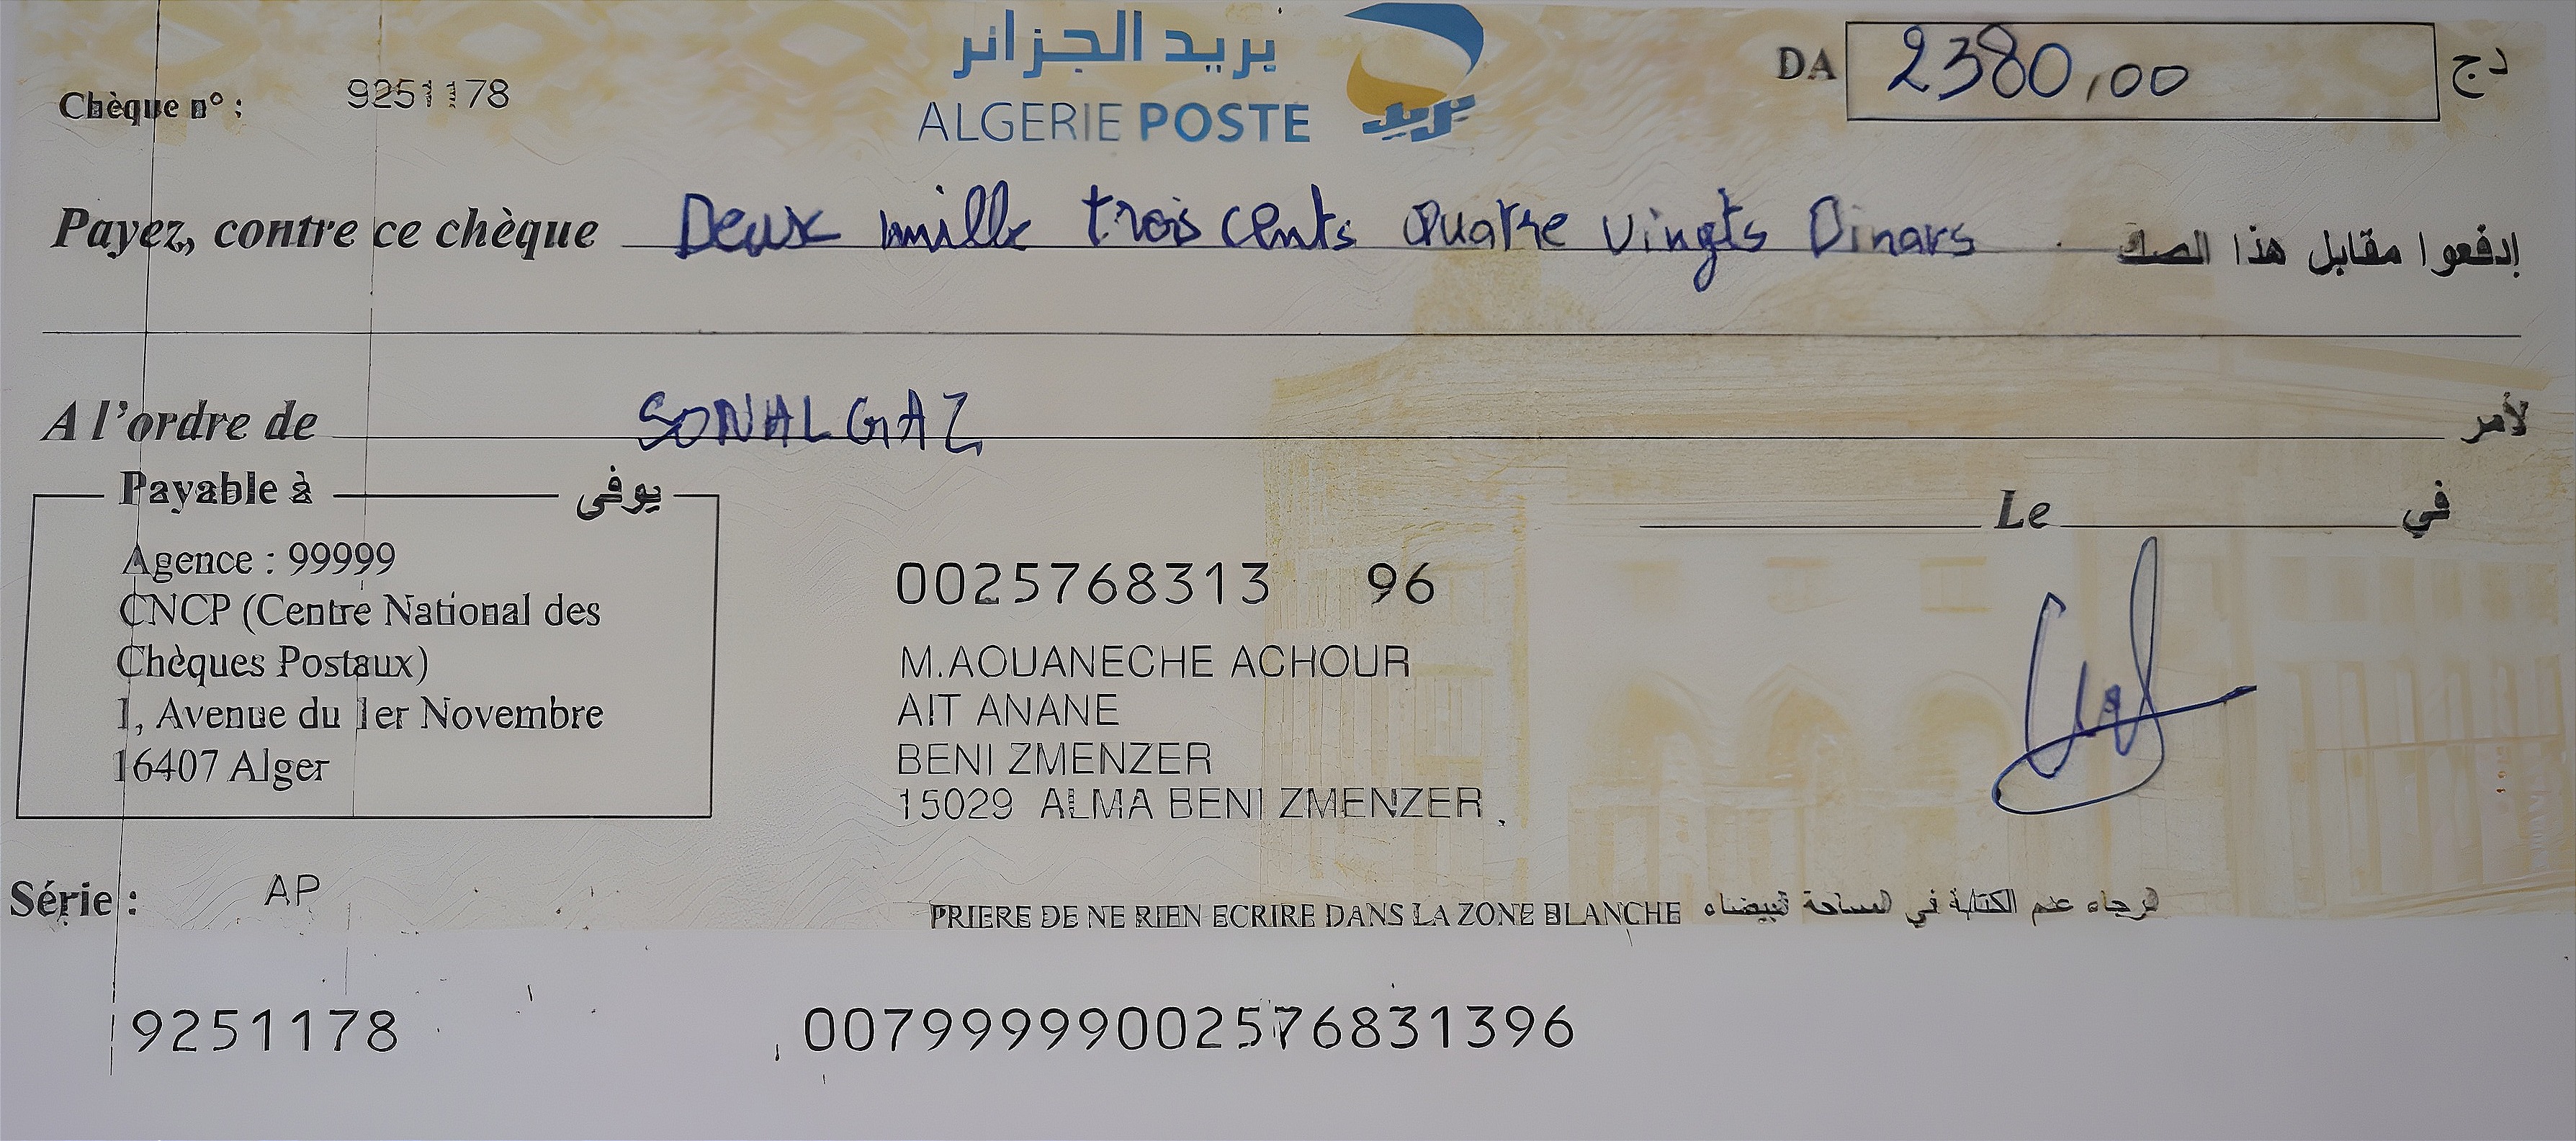 بريد الجزائر
ALGERIE POSTE
بريد
Chèque n° : 9251178
DA 2380,00 دج
Payez, contre ce chèque Deux mille trois cents Quatre vingts Dinars إدفعوا مقابل هذا الصك
A l'ordre de SONALGAZ لأمر
Payable à يوفى
Le في
Agence : 99999
CNCP (Centre National des
Chèques Postaux)
1, Avenue du 1er Novembre
16407 Alger
0025768313 96
M.AOUANECHE ACHOUR
AIT ANANE
BENI ZMENZER
15029 ALMA BENI ZMENZER
Série : AP
PRIERE DE NE RIEN ECRIRE DANS LA ZONE BLANCHE الرجاء عدم الكتابة في المساحة البيضاء
9251178
00799999002576831396